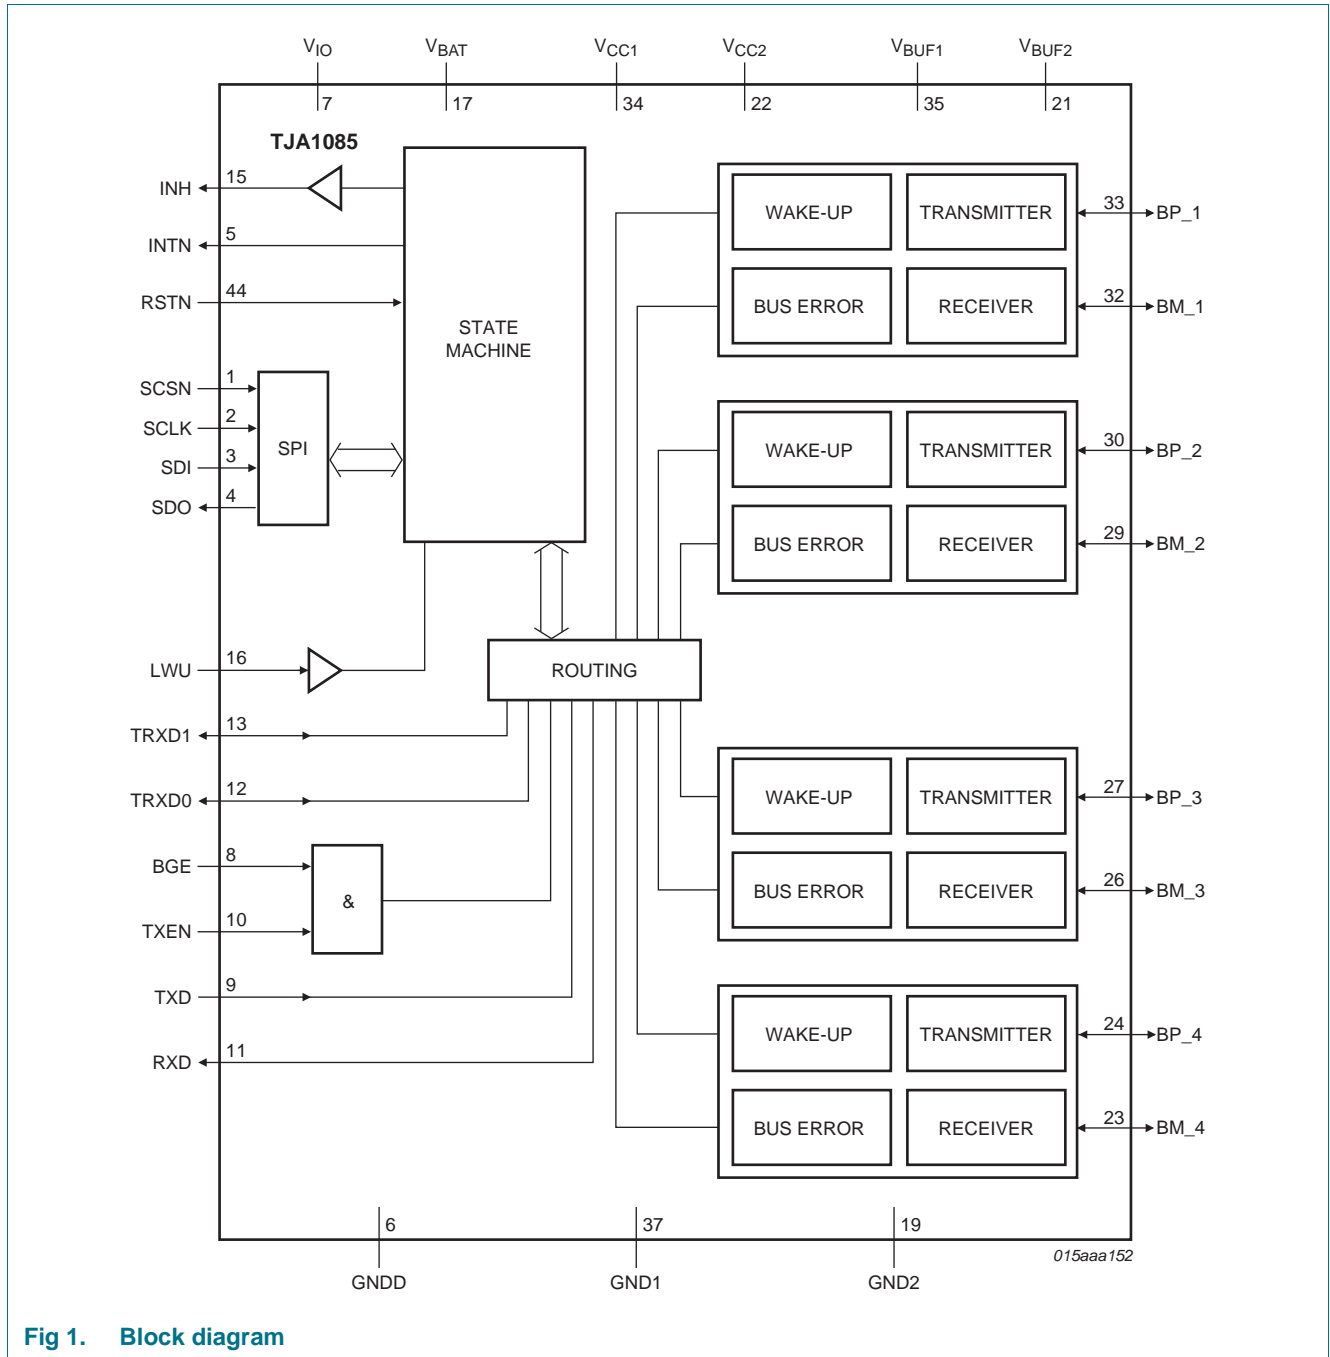 VIO VBAT VCC1 VCC2 VBUF1 VBUF2
7 17 34 22 35 21
TJA1085
INH 15
INTN 5
RSTN 44
STATE
MACHINE
SCSN 1
SCLK 2
SDI 3
SDO 4
SPI
LWU 16
ROUTING
TRXD1 13
TRXD0 12
BGE 8
&
TXEN 10
TXD 9
RXD 11
WAKE-UP TRANSMITTER 33 BP_1
BUS ERROR RECEIVER 32 BM_1
WAKE-UP TRANSMITTER 30 BP_2
BUS ERROR RECEIVER 29 BM_2
WAKE-UP TRANSMITTER 27 BP_3
BUS ERROR RECEIVER 26 BM_3
WAKE-UP TRANSMITTER 24 BP_4
BUS ERROR RECEIVER 23 BM_4
6 37 19
GNDD GND1 GND2
015aaa152
Fig 1. Block diagram